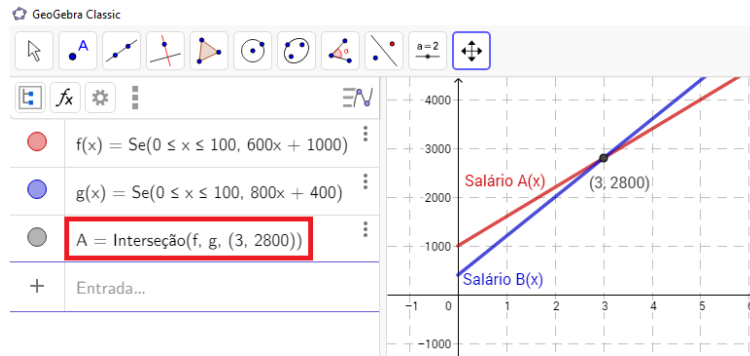 GeoGebra Classic
A
α
a=2
fx
f(x) = Se(0 ≤ x ≤ 100, 600x + 1000)
g(x) = Se(0 ≤ x ≤ 100, 800x + 400)
A = Interseção(f, g, (3, 2800))
+ Entrada...
4000
3000
Salário A(x)
(3, 2800)
2000
1000
Salário B(x)
−1 0 1 2 3 4 5
−1000